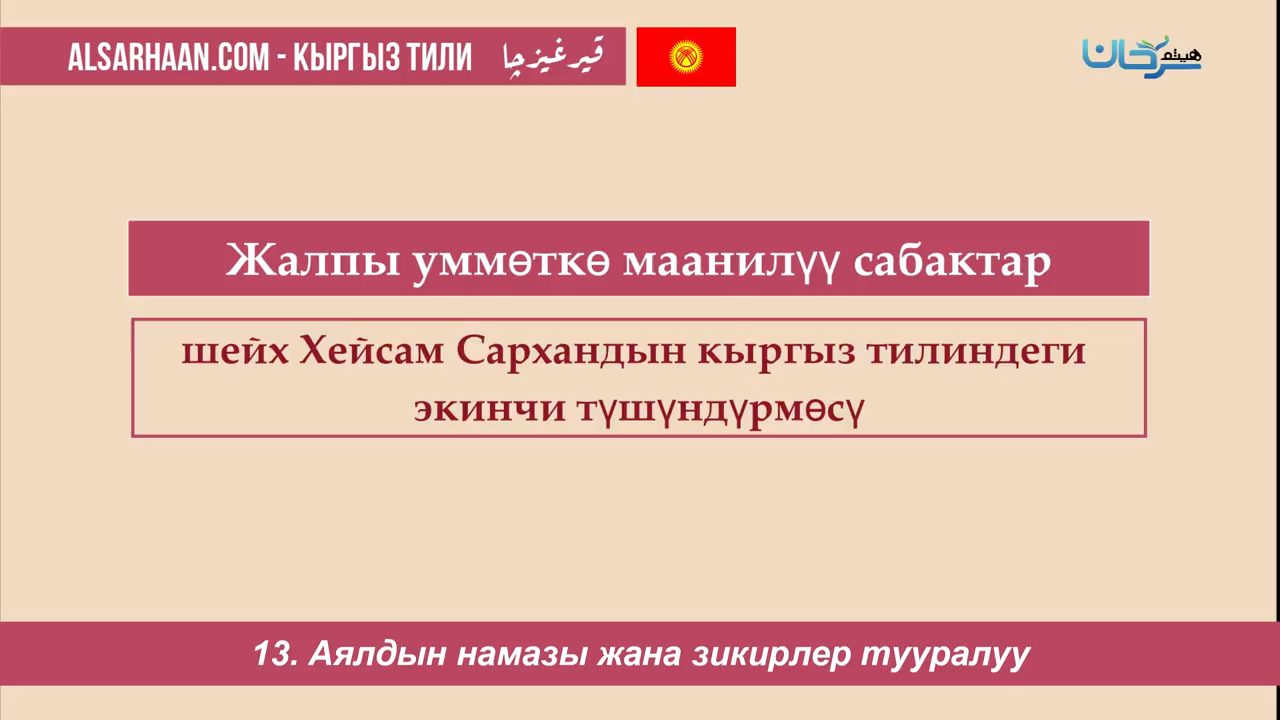 ALSARHAAN.COM - КЫРГЫЗ ТИЛИ قيرغيزچا
هيثم سرحان
Жалпы уммөткө маанилүү сабактар
шейх Хейсам Сархандын кыргыз тилиндеги
экинчи түшүндүрмөсү
13. Аялдын намазы жана зикирлер тууралуу